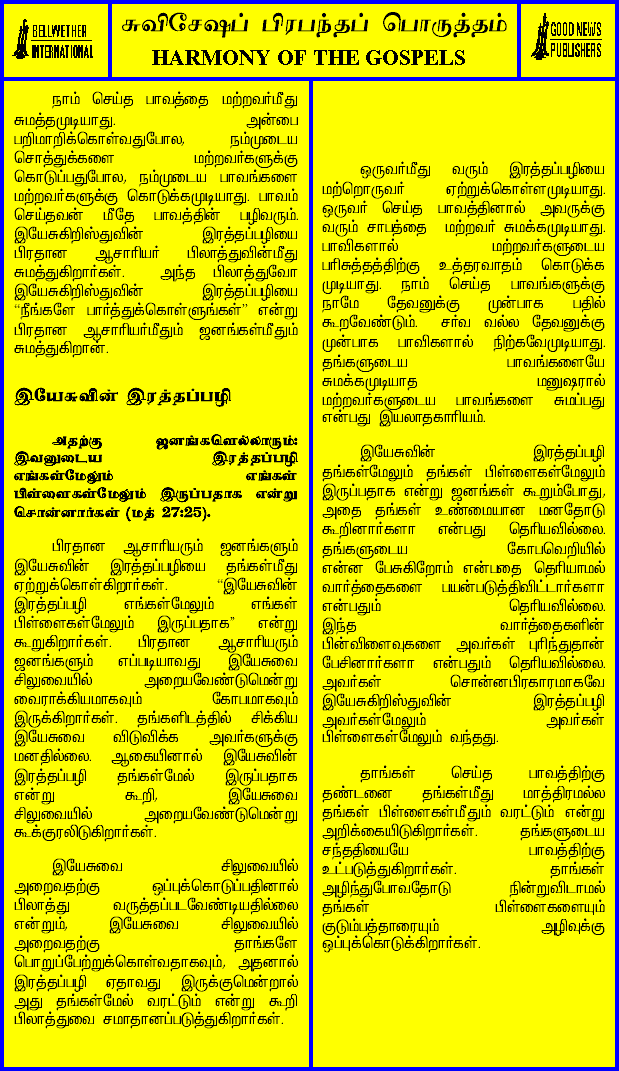 BELLWETHER
INTERNATIONAL
சுவிசேஷப் பிரபந்தப் பொருத்தம்
HARMONY OF THE GOSPELS
GOOD NEWS
PUBLISHERS
நாம் செய்த பாவத்தை மற்றவர்மீது
சுமத்தமுடியாது. அன்பை
பறிமாறிக்கொள்வதுபோல, நம்முடைய
சொத்துக்களை மற்றவர்களுக்கு
கொடுப்பதுபோல, நம்முடைய பாவங்களை
மற்றவர்களுக்கு கொடுக்கமுடியாது. பாவம்
செய்தவன் மீதே பாவத்தின் பழிவரும்.
இயேசுகிறிஸ்துவின் இரத்தப்பழியை
பிரதான ஆசாரியர் பிலாத்துவின்மீது
சுமத்துகிறார்கள். அந்த பிலாத்துவோ
இயேசுகிறிஸ்துவின் இரத்தப்பழியை
“நீங்களே பார்த்துக்கொள்ளுங்கள்” என்று
பிரதான ஆசாரியர்மீதும் ஜனங்கள்மீதும்
சுமத்துகிறான்.
இயேசுவின் இரத்தப்பழி
அதற்கு ஜனங்களெல்லாரும்:
இவனுடைய இரத்தப்பழி
எங்கள்மேலும் எங்கள்
பிள்ளைகள்மேலும் இருப்பதாக என்று
சொன்னார்கள் (மத் 27:25).
பிரதான ஆசாரியரும் ஜனங்களும்
இயேசுவின் இரத்தப்பழியை தங்கள்மீது
ஏற்றுக்கொள்கிறார்கள். “இயேசுவின்
இரத்தப்பழி எங்கள்மேலும் எங்கள்
பிள்ளைகள்மேலும் இருப்பதாக” என்று
கூறுகிறார்கள். பிரதான ஆசாரியரும்
ஜனங்களும் எப்படியாவது இயேசுவை
சிலுவையில் அறையவேண்டுமென்று
வைராக்கியமாகவும் கோபமாகவும்
இருக்கிறார்கள். தங்களிடத்தில் சிக்கிய
இயேசுவை விடுவிக்க அவர்களுக்கு
மனதில்லை. ஆகையினால் இயேசுவின்
இரத்தப்பழி தங்கள்மேல் இருப்பதாக
என்று கூறி, இயேசுவை
சிலுவையில் அறையவேண்டுமென்று
கூக்குரலிடுகிறார்கள்.
இயேசுவை சிலுவையில்
அறைவதற்கு ஒப்புக்கொடுப்பதினால்
பிலாத்து வருத்தப்படவேண்டியதில்லை
என்றும், இயேசுவை சிலுவையில்
அறைவதற்கு தாங்களே
பொறுப்பேற்றுக்கொள்வதாகவும், அதனால்
இரத்தப்பழி ஏதாவது இருக்குமென்றால்
அது தங்கள்மேல் வரட்டும் என்று கூறி
பிலாத்துவை சமாதானப்படுத்துகிறார்கள்.
ஒருவர்மீது வரும் இரத்தப்பழியை
மற்றொருவர் ஏற்றுக்கொள்ளமுடியாது.
ஒருவர் செய்த பாவத்தினால் அவருக்கு
வரும் சாபத்தை மற்றவர் சுமக்கமுடியாது.
பாவிகளால் மற்றவர்களுடைய
பரிசுத்தத்திற்கு உத்தரவாதம் கொடுக்க
முடியாது. நாம் செய்த பாவங்களுக்கு
நாமே தேவனுக்கு முன்பாக பதில்
கூறவேண்டும். சர்வ வல்ல தேவனுக்கு
முன்பாக பாவிகளால் நிற்கவேமுடியாது.
தங்களுடைய பாவங்களையே
சுமக்கமுடியாத மனுஷரால்
மற்றவர்களுடைய பாவங்களை சுமப்பது
என்பது இயலாதகாரியம்.
இயேசுவின் இரத்தப்பழி
தங்கள்மேலும் தங்கள் பிள்ளைகள்மேலும்
இருப்பதாக என்று ஜனங்கள் கூறும்போது,
அதை தங்கள் உண்மையான மனதோடு
கூறினார்களா என்பது தெரியவில்லை.
தங்களுடைய கோபவெறியில்
என்ன பேசுகிறோம் என்பதை தெரியாமல்
வார்த்தைகளை பயன்படுத்திவிட்டார்களா
என்பதும் தெரியவில்லை.
இந்த வார்த்தைகளின்
பின்விளைவுகளை அவர்கள் புரிந்துதான்
பேசினார்களா என்பதும் தெரியவில்லை.
அவர்கள் சொன்னபிரகாரமாகவே
இயேசுகிறிஸ்துவின் இரத்தப்பழி
அவர்கள்மேலும் அவர்கள்
பிள்ளைகள்மேலும் வந்தது.
தாங்கள் செய்த பாவத்திற்கு
தண்டனை தங்கள்மீது மாத்திரமல்ல
தங்கள் பிள்ளைகள்மீதும் வரட்டும் என்று
அறிக்கையிடுகிறார்கள். தங்களுடைய
சந்ததியையே பாவத்திற்கு
உட்படுத்துகிறார்கள். தாங்கள்
அழிந்துபோவதோடு நின்றுவிடாமல்
தங்கள் பிள்ளைகளையும்
குடும்பத்தாரையும் அழிவுக்கு
ஒப்புக்கொடுக்கிறார்கள்.